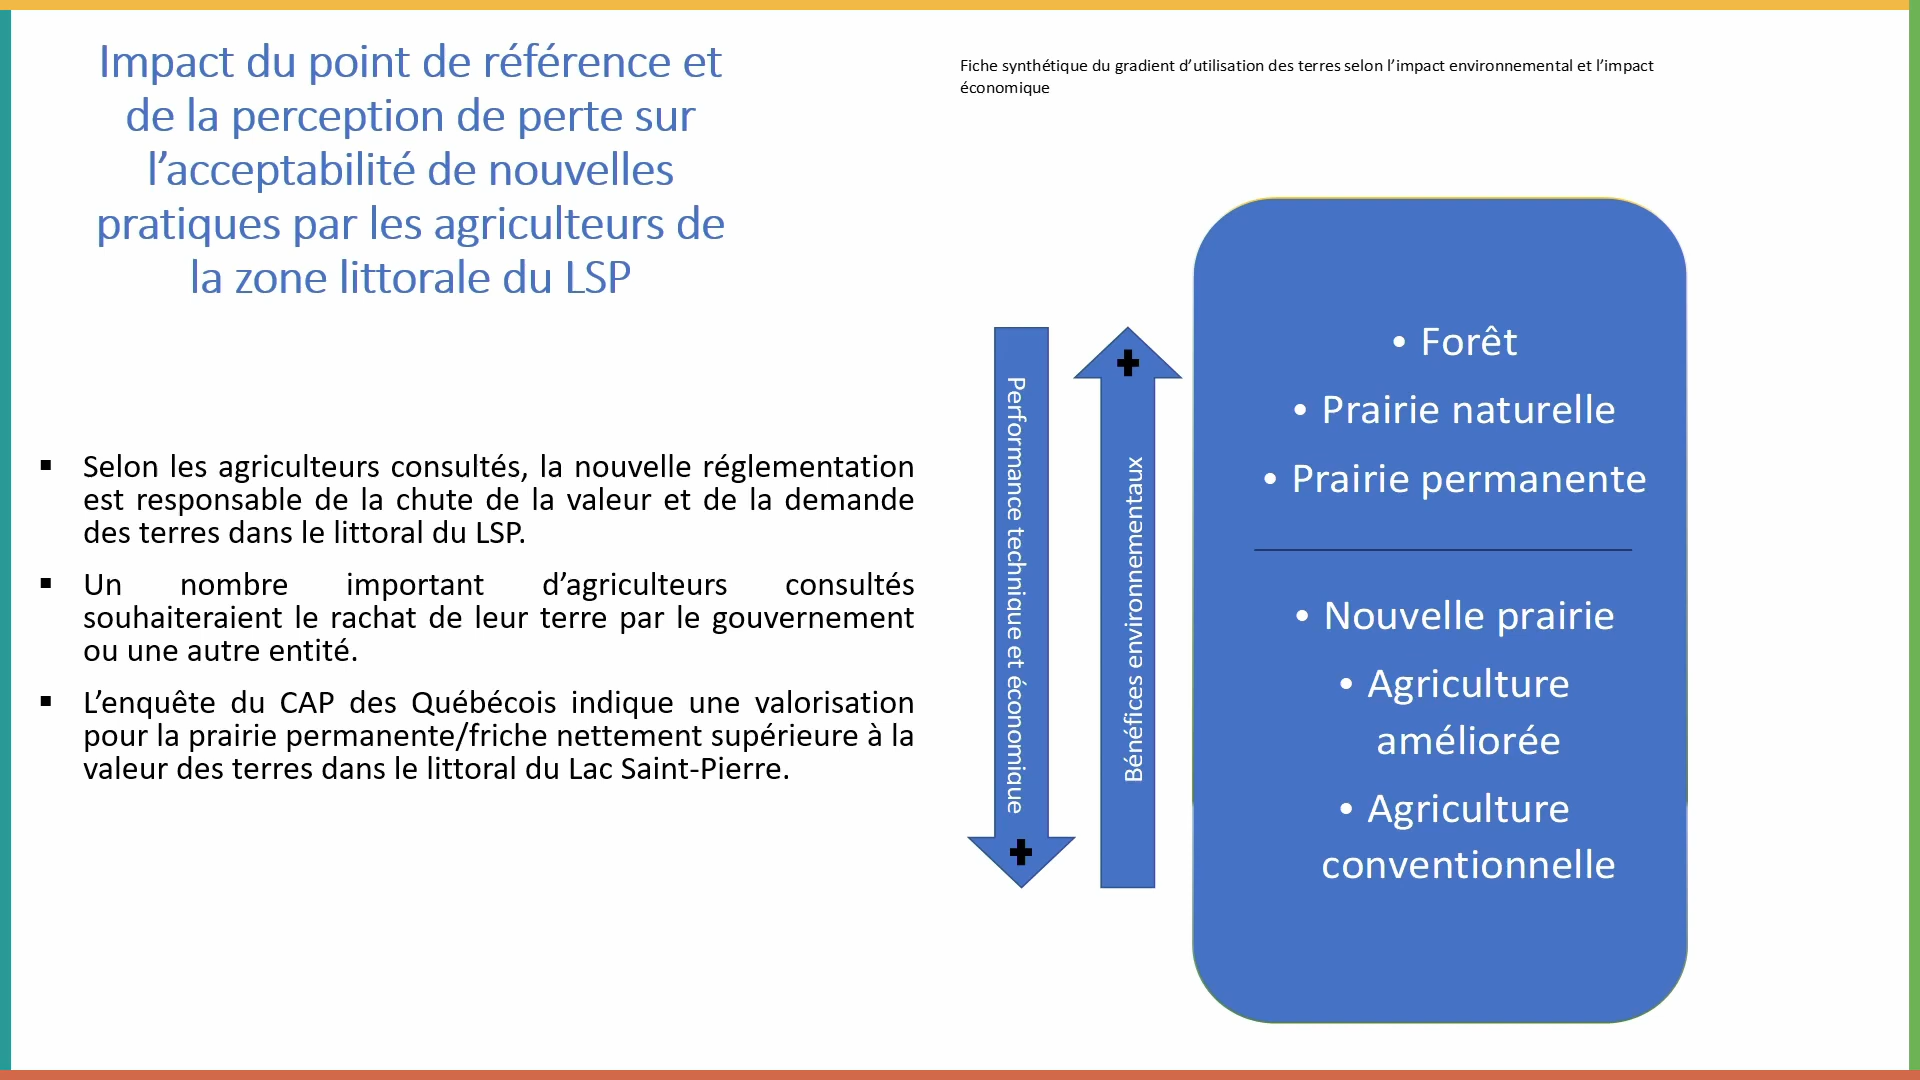 Impact du point de référence et
de la perception de perte sur
l’acceptabilité de nouvelles
pratiques par les agriculteurs de
la zone littorale du LSP
▪ Selon les agriculteurs consultés, la nouvelle réglementation
est responsable de la chute de la valeur et de la demande
des terres dans le littoral du LSP.
▪ Un nombre important d’agriculteurs consultés
souhaiteraient le rachat de leur terre par le gouvernement
ou une autre entité.
▪ L’enquête du CAP des Québécois indique une valorisation
pour la prairie permanente/friche nettement supérieure à la
valeur des terres dans le littoral du Lac Saint-Pierre.
Fiche synthétique du gradient d’utilisation des terres selon l’impact environnemental et l’impact
économique
Performance technique et économique
Bénéfices environnementaux
• Forêt
• Prairie naturelle
• Prairie permanente
• Nouvelle prairie
• Agriculture
améliorée
• Agriculture
conventionnelle